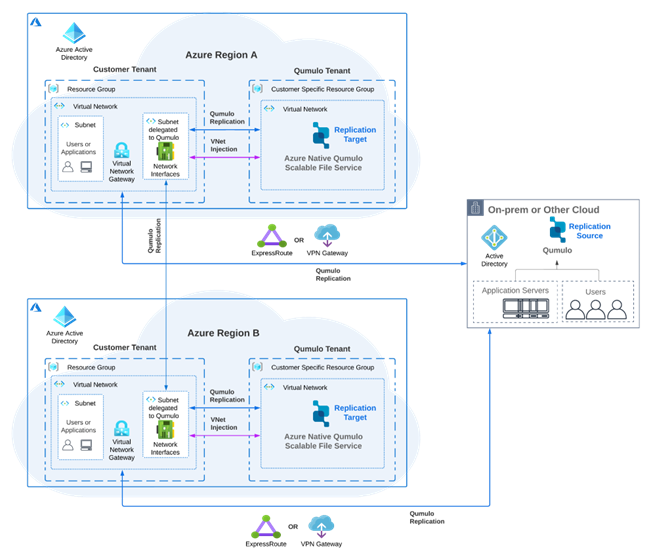 Azure Active
Directory
Azure Region A
Customer Tenant
Qumulo Tenant
Resource Group
Customer Specific Resource Group
Virtual Network
Virtual Network
Subnet
Users or
Applications
Virtual
Network
Gateway
Subnet
delegated
to Qumulo
Network
Interfaces
Qumulo
Replication
VNet
Injection
Replication
Target
Azure Native Qumulo
Scalable File Service
Qumulo
Replication
ExpressRoute
OR
VPN Gateway
Qumulo
Replication
On-prem or Other Cloud
Replication
Source
Active
Directory
Qumulo
Application Servers
Users
Azure Active
Directory
Azure Region B
Customer Tenant
Qumulo Tenant
Resource Group
Customer Specific Resource Group
Virtual Network
Virtual Network
Subnet
Users or
Applications
Virtual
Network
Gateway
Subnet
delegated
to Qumulo
Network
Interfaces
Qumulo
Replication
VNet
Injection
Replication
Target
Azure Native Qumulo
Scalable File Service
Qumulo
Replication
ExpressRoute
OR
VPN Gateway